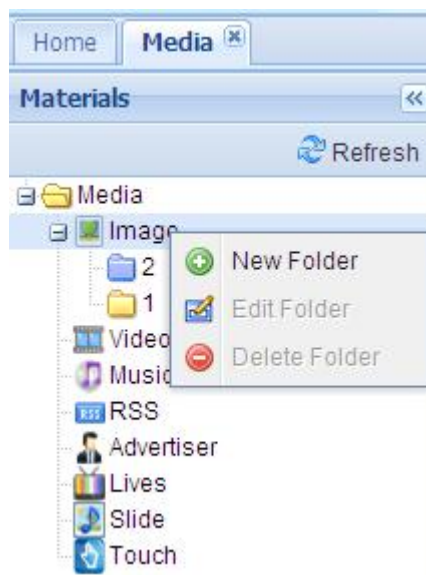 Home Media
Materials
Refresh
Media
Image
2
New Folder
1
Edit Folder
Video
Delete Folder
Music
RSS
RSS
Advertiser
Lives
Slide
Touch